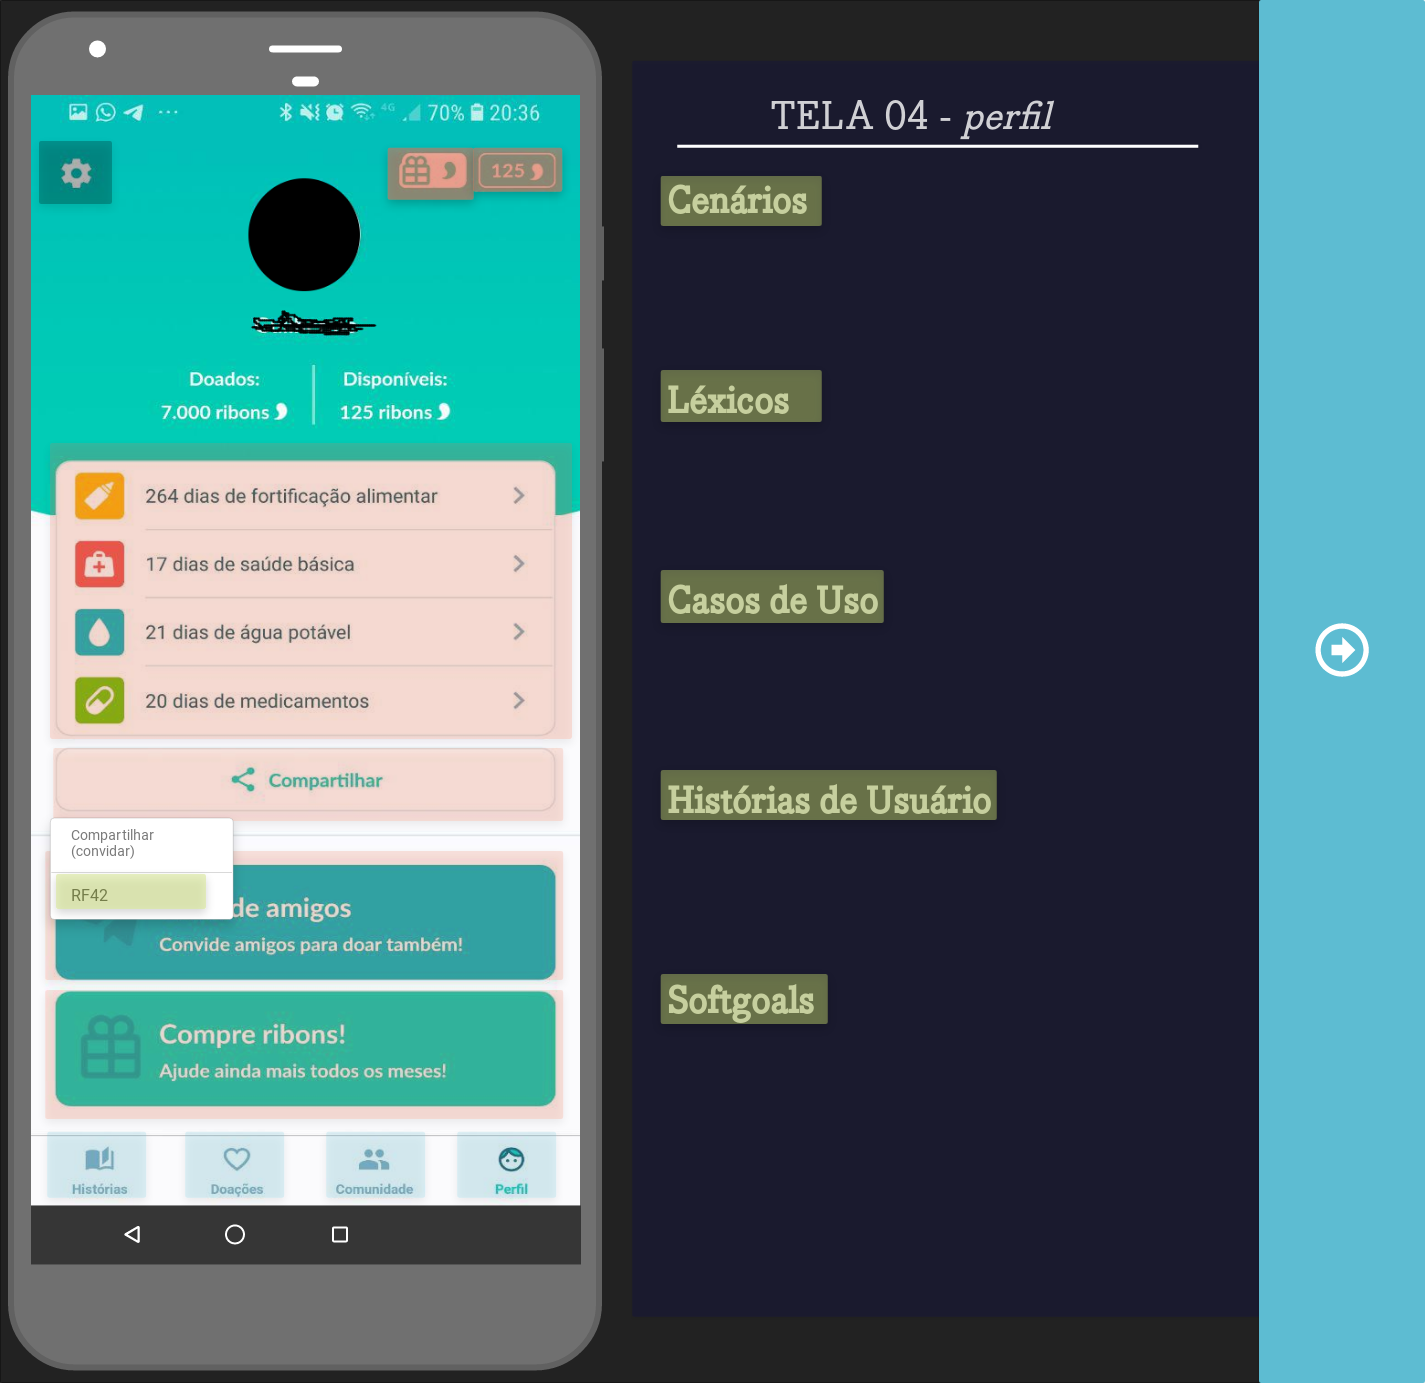 4G 70% 20:36
125
Doados:
7.000 ribons
Disponíveis:
125 ribons
264 dias de fortificação alimentar
17 dias de saúde básica
21 dias de água potável
20 dias de medicamentos
Compartilhar
Compartilhar
(convidar)
RF42
de amigos
Convide amigos para doar também!
Compre ribons!
Ajude ainda mais todos os meses!
Histórias
Doações
Comunidade
Perfil
TELA 04 - perfil
Cenários
Léxicos
Casos de Uso
Histórias de Usuário
Softgoals